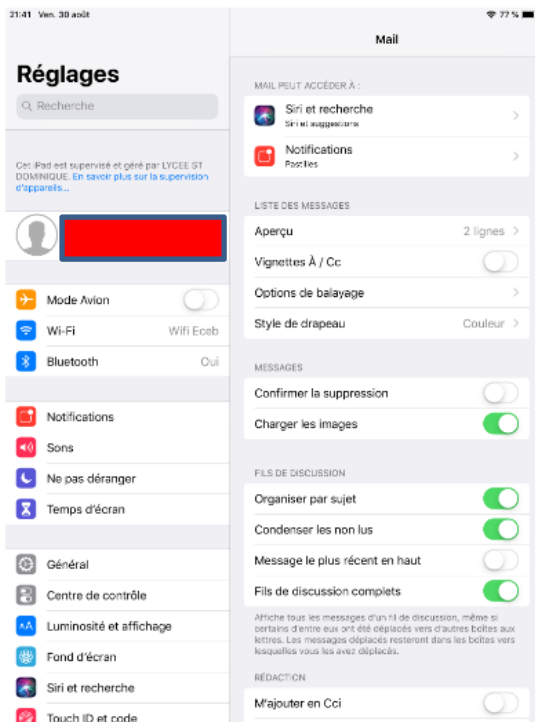 21:41 Ven. 30 août
77 %
Réglages
Recherche
Cet iPad est supervisé et géré par LYCEE ST
DOMINIQUE. En savoir plus sur la supervision
d'appareils...
Mode Avion
Wi-Fi Wifi Eceb
Bluetooth Oui
Notifications
Sons
Ne pas déranger
Temps d'écran
Général
Centre de contrôle
AA Luminosité et affichage
Fond d'écran
Siri et recherche
Touch ID et code
Mail
MAIL PEUT ACCÉDER À :
Siri et recherche
Siri et suggestions
Notifications
Pastilles
LISTE DES MESSAGES
Aperçu 2 lignes
Vignettes À / Cc
Options de balayage
Style de drapeau Couleur
MESSAGES
Confirmer la suppression
Charger les images
FILS DE DISCUSSION
Organiser par sujet
Condenser les non lus
Message le plus récent en haut
Fils de discussion complets
Affiche tous les messages d'un fil de discussion, même si
certains d'entre eux ont été déplacés vers d'autres boîtes aux
lettres. Les messages déplacés resteront dans les boîtes vers
lesquelles vous les avez déplacés.
RÉDACTION
M'ajouter en Cci